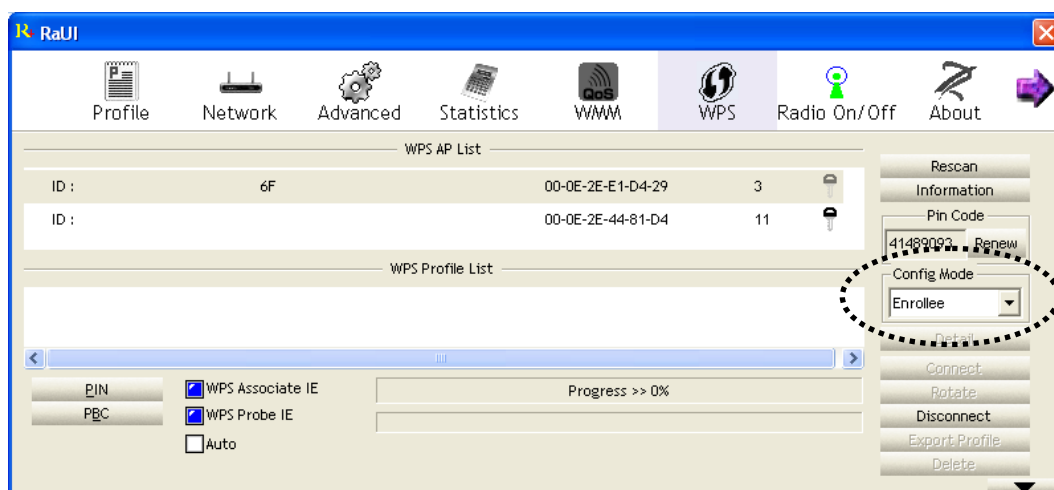 RaUI
Profile Network Advanced Statistics QoS WMM WPS Radio On/Off About
WPS AP List
ID : 6F 00-0E-2E-E1-D4-29 3
ID : 00-0E-2E-44-81-D4 11
WPS Profile List
PIN
PBC
WPS Associate IE
WPS Probe IE
Auto
Progress >> 0%
Rescan
Information
Pin Code
41489093 Renew
Config Mode
Enrollee
Detail
Connect
Rotate
Disconnect
Export Profile
Delete